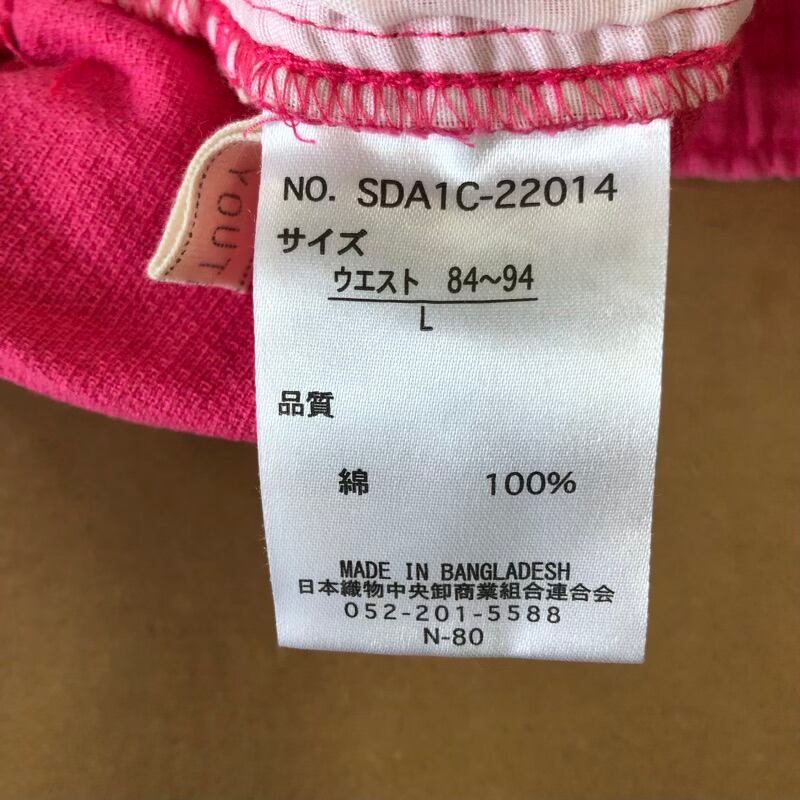 NO. SDA1C-22014
サイズ
ウエスト 84〜94
L
品質
綿 100%
MADE IN BANGLADESH
日本織物中央卸商業組合連合会
052-201-5588
N-80
YOUT